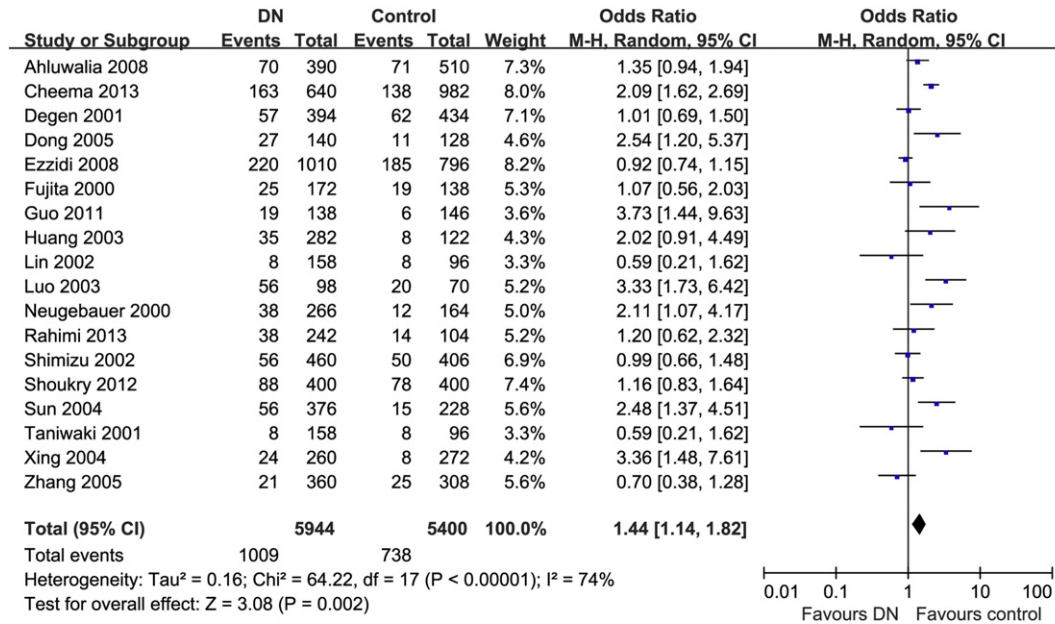 DN Control Odds Ratio Odds Ratio
Study or Subgroup Events Total Events Total Weight M-H, Random, 95% CI M-H, Random, 95% CI
Ahluwalia 2008 70 390 71 510 7.3% 1.35 [0.94, 1.94]
Cheema 2013 163 640 138 982 8.0% 2.09 [1.62, 2.69]
Degen 2001 57 394 62 434 7.1% 1.01 [0.69, 1.50]
Dong 2005 27 140 11 128 4.6% 2.54 [1.20, 5.37]
Ezzidi 2008 220 1010 185 796 8.2% 0.92 [0.74, 1.15]
Fujita 2000 25 172 19 138 5.3% 1.07 [0.56, 2.03]
Guo 2011 19 138 6 146 3.6% 3.73 [1.44, 9.63]
Huang 2003 35 282 8 122 4.3% 2.02 [0.91, 4.49]
Lin 2002 8 158 8 96 3.3% 0.59 [0.21, 1.62]
Luo 2003 56 98 20 70 5.2% 3.33 [1.73, 6.42]
Neugebauer 2000 38 266 12 164 5.0% 2.11 [1.07, 4.17]
Rahimi 2013 38 242 14 104 5.2% 1.20 [0.62, 2.32]
Shimizu 2002 56 460 50 406 6.9% 0.99 [0.66, 1.48]
Shoukry 2012 88 400 78 400 7.4% 1.16 [0.83, 1.64]
Sun 2004 56 376 15 228 5.6% 2.48 [1.37, 4.51]
Taniwaki 2001 8 158 8 96 3.3% 0.59 [0.21, 1.62]
Xing 2004 24 260 8 272 4.2% 3.36 [1.48, 7.61]
Zhang 2005 21 360 25 308 5.6% 0.70 [0.38, 1.28]
Total (95% CI) 5944 5400 100.0% 1.44 [1.14, 1.82]
Total events 1009 738
Heterogeneity: Tau² = 0.16; Chi² = 64.22, df = 17 (P < 0.00001); I² = 74%
Test for overall effect: Z = 3.08 (P = 0.002)
0.01 0.1 1 10 100
Favours DN Favours control